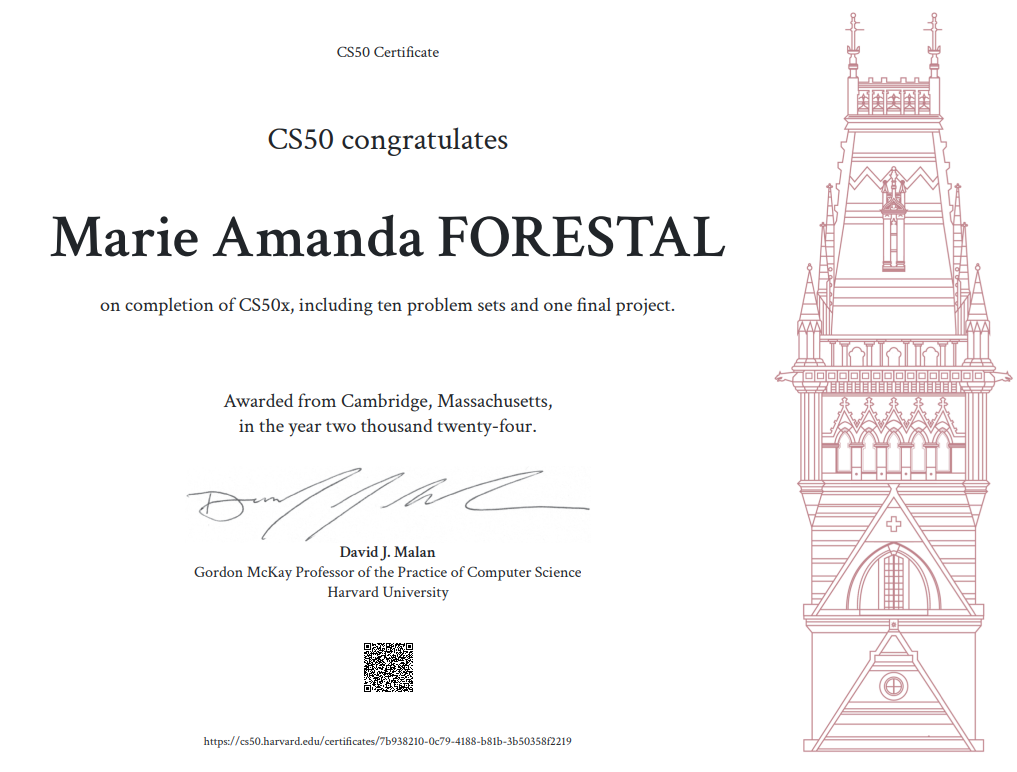 CS50 Certificate
CS50 congratulates
Marie Amanda FORESTAL
on completion of CS50x, including ten problem sets and one final project.
Awarded from Cambridge, Massachusetts,
in the year two thousand twenty-four.
David J. Malan
Gordon McKay Professor of the Practice of Computer Science
Harvard University
https://cs50.harvard.edu/certificates/7b938210-0c79-4188-b81b-3b50358f2219